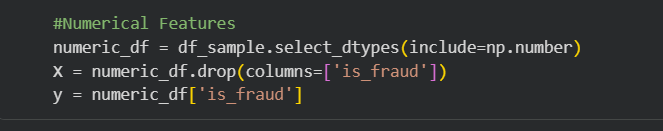 #Numerical Features
numeric_df = df_sample.select_dtypes(include=np.number)
X = numeric_df.drop(columns=['is_fraud'])
y = numeric_df['is_fraud']